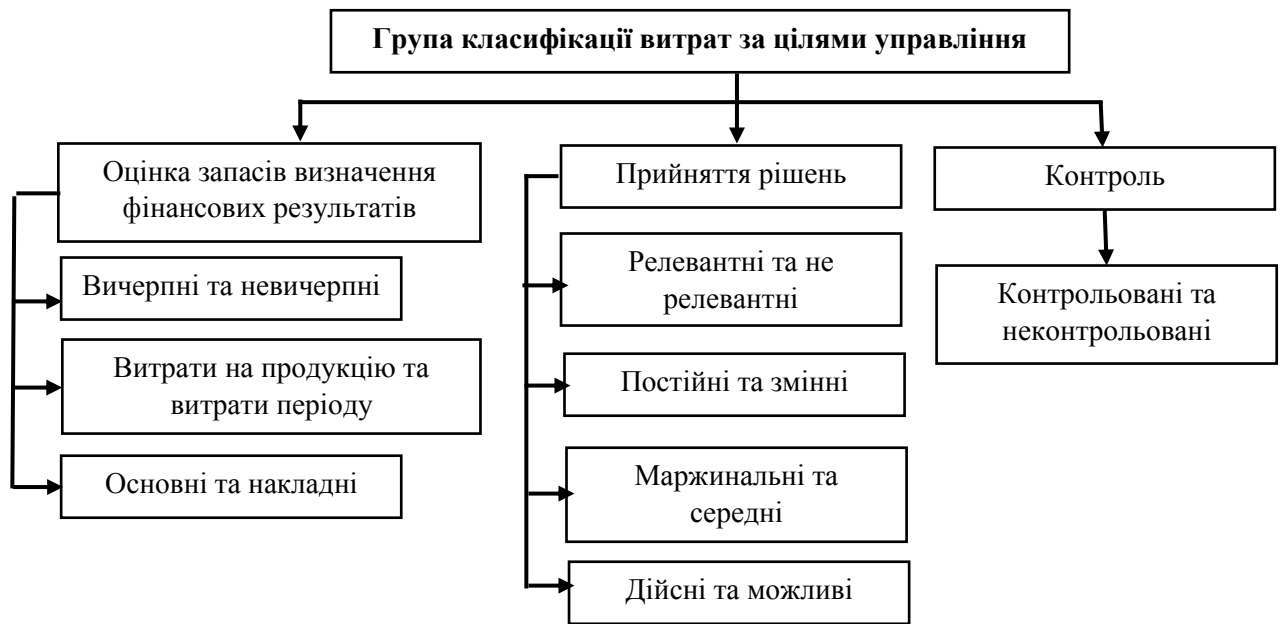 Група класифікації витрат за цілями управління
Оцінка запасів визначення
фінансових результатів
Вичерпні та невичерпні
Витрати на продукцію та
витрати періоду
Основні та накладні
Прийняття рішень
Релевантні та не
релевантні
Постійні та змінні
Маржинальні та
середні
Дійсні та можливі
Контроль
Контрольовані та
неконтрольовані